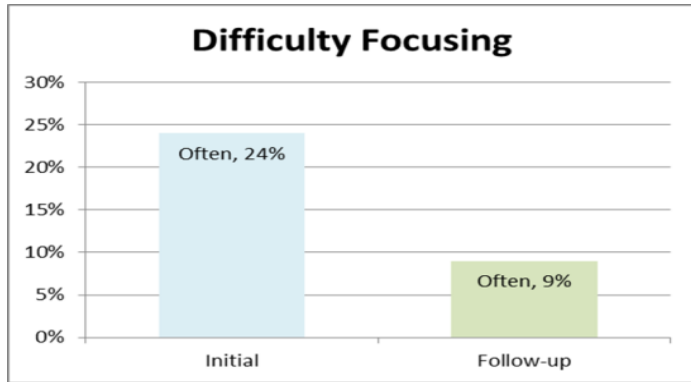 Difficulty Focusing
30%
25%
20%
15%
10%
5%
0%
Often, 24%
Often, 9%
Initial
Follow-up